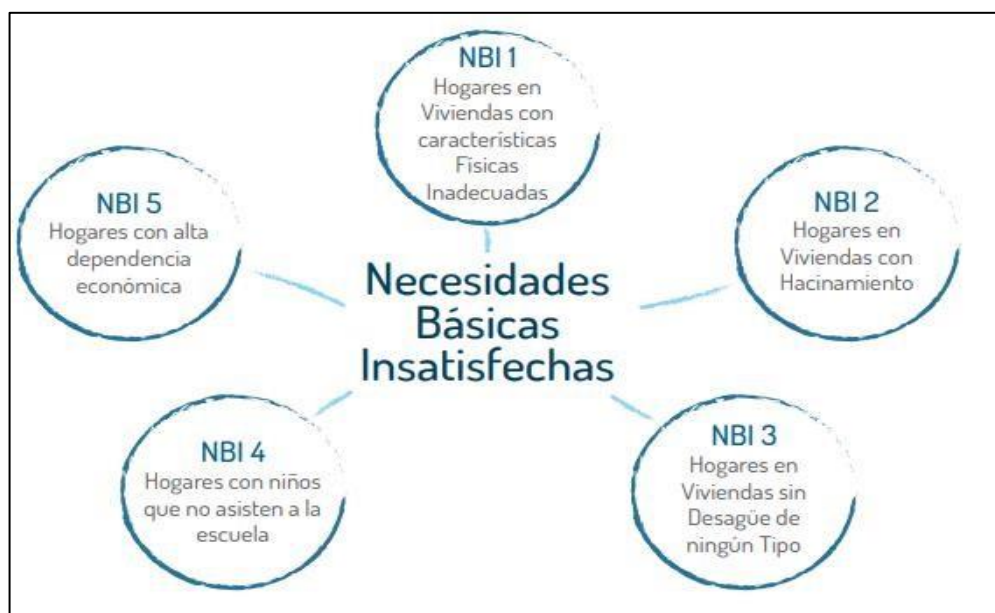 NBI 1
Hogares en
Viviendas con
características
Físicas
Inadecuadas
NBI 2
Hogares en
Viviendas con
Hacinamiento
NBI 5
Hogares con alta
dependencia
económica
Necesidades
Básicas
Insatisfechas
NBI 4
Hogares con niños
que no asisten a la
escuela
NBI 3
Hogares en
Viviendas sin
Desagüe de
ningún Tipo